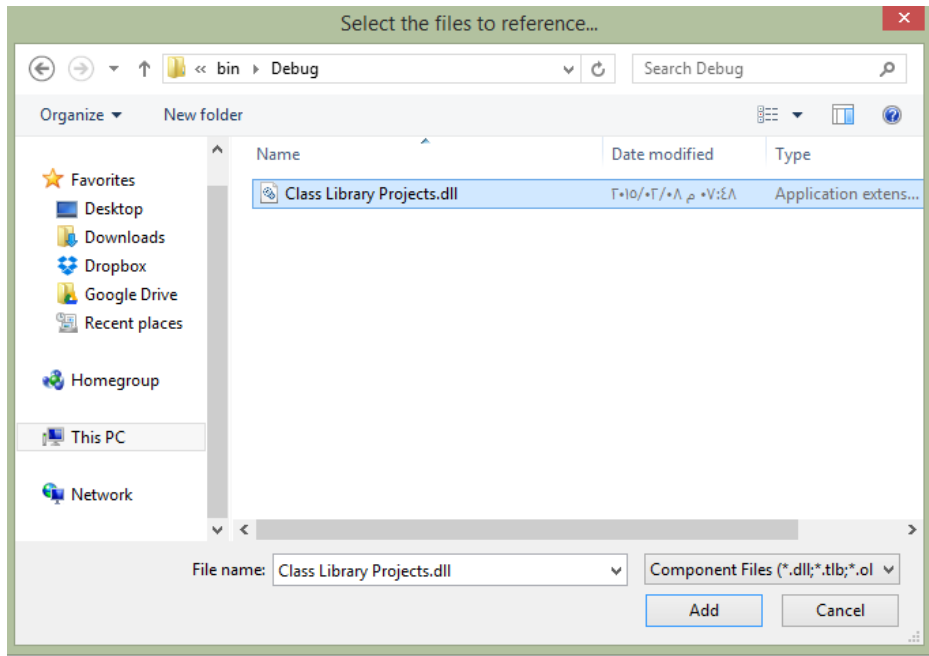 Select the files to reference...
« bin Debug
Search Debug
Organize
New folder
Name
Date modified
Type
Class Library Projects.dll
٢٠١٥/٠٢/٠٨ م ٠٧:٤٨
Application extens...
Favorites
Desktop
Downloads
Dropbox
Google Drive
Recent places
Homegroup
This PC
Network
File name:
Class Library Projects.dll
Component Files (*.dll;*.tlb;*.ol
Add
Cancel